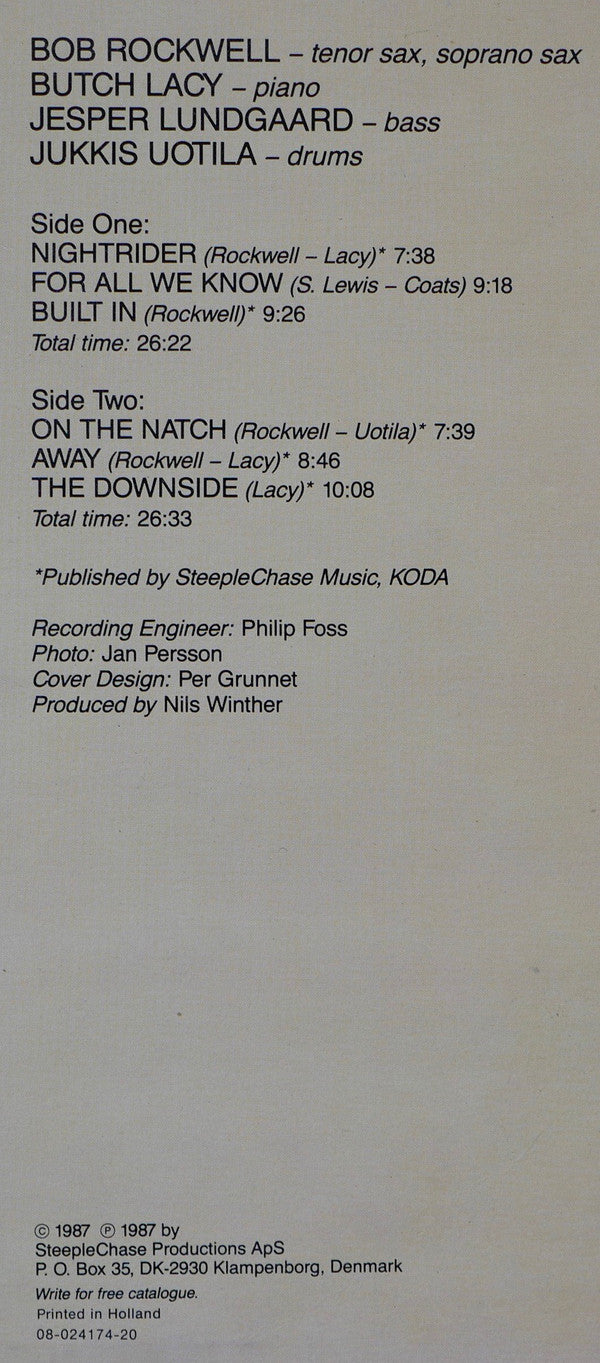 BOB ROCKWELL – tenor sax, soprano sax
BUTCH LACY – piano
JESPER LUNDGAARD – bass
JUKKIS UOTILA – drums
Side One:
NIGHTRIDER (Rockwell – Lacy)* 7:38
FOR ALL WE KNOW (S. Lewis – Coats) 9:18
BUILT IN (Rockwell)* 9:26
Total time: 26:22
Side Two:
ON THE NATCH (Rockwell – Uotila)* 7:39
AWAY (Rockwell – Lacy)* 8:46
THE DOWNSIDE (Lacy)* 10:08
Total time: 26:33
*Published by SteepleChase Music, KODA
Recording Engineer: Philip Foss
Photo: Jan Persson
Cover Design: Per Grunnet
Produced by Nils Winther
© 1987 ℗ 1987 by
SteepleChase Productions ApS
P. O. Box 35, DK-2930 Klampenborg, Denmark
Write for free catalogue.
Printed in Holland
08-024174-20